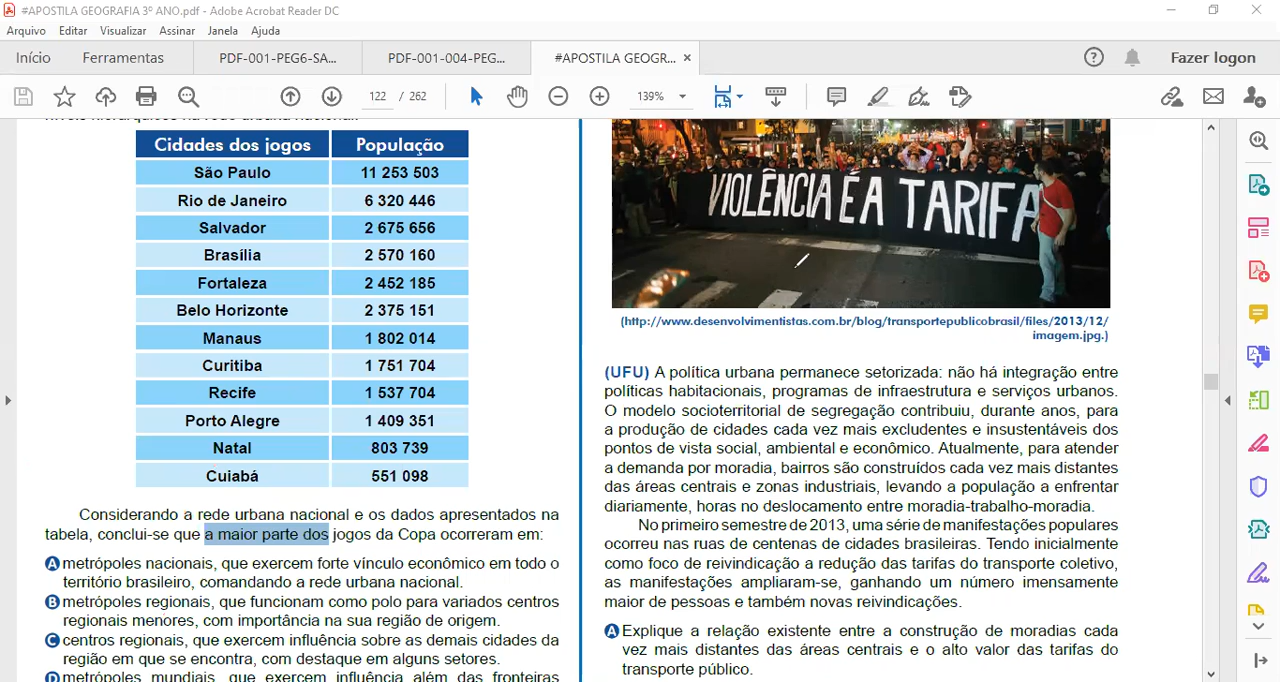 #APOSTILA GEOGRAFIA 3º ANO.pdf - Adobe Acrobat Reader DC
Arquivo Editar Visualizar Assinar Janela Ajuda
Início Ferramentas PDF-001-PEG6-SA... PDF-001-004-PEG... #APOSTILA GEOGR... × Fazer logon
122 / 262 139%
níveis hierárquicos na rede urbana nacional.
Cidades dos jogos População
São Paulo 11 253 503
Rio de Janeiro 6 320 446
Salvador 2 675 656
Brasília 2 570 160
Fortaleza 2 452 185
Belo Horizonte 2 375 151
Manaus 1 802 014
Curitiba 1 751 704
Recife 1 537 704
Porto Alegre 1 409 351
Natal 803 739
Cuiabá 551 098
Considerando a rede urbana nacional e os dados apresentados na
tabela, conclui-se que a maior parte dos jogos da Copa ocorreram em:
A metrópoles nacionais, que exercem forte vínculo econômico em todo o
território brasileiro, comandando a rede urbana nacional.
B metrópoles regionais, que funcionam como polo para variados centros
regionais menores, com importância na sua região de origem.
C centros regionais, que exercem influência sobre as demais cidades da
região em que se encontra, com destaque em alguns setores.
D metrópoles mundiais, que exercem influência além das fronteiras
VIOLÊNCIA É A TARIFA
(http://www.desenvolvimentistas.com.br/blog/transportepublicobrasil/files/2013/12/
imagem.jpg.)
(UFU) A política urbana permanece setorizada: não há integração entre
políticas habitacionais, programas de infraestrutura e serviços urbanos.
O modelo socioterritorial de segregação contribuiu, durante anos, para
a produção de cidades cada vez mais excludentes e insustentáveis dos
pontos de vista social, ambiental e econômico. Atualmente, para atender
a demanda por moradia, bairros são construídos cada vez mais distantes
das áreas centrais e zonas industriais, levando a população a enfrentar
diariamente, horas no deslocamento entre moradia-trabalho-moradia.
No primeiro semestre de 2013, uma série de manifestações populares
ocorreu nas ruas de centenas de cidades brasileiras. Tendo inicialmente
como foco de reivindicação a redução das tarifas do transporte coletivo,
as manifestações ampliaram-se, ganhando um número imensamente
maior de pessoas e também novas reivindicações.
A Explique a relação existente entre a construção de moradias cada
vez mais distantes das áreas centrais e o alto valor das tarifas do
transporte público.